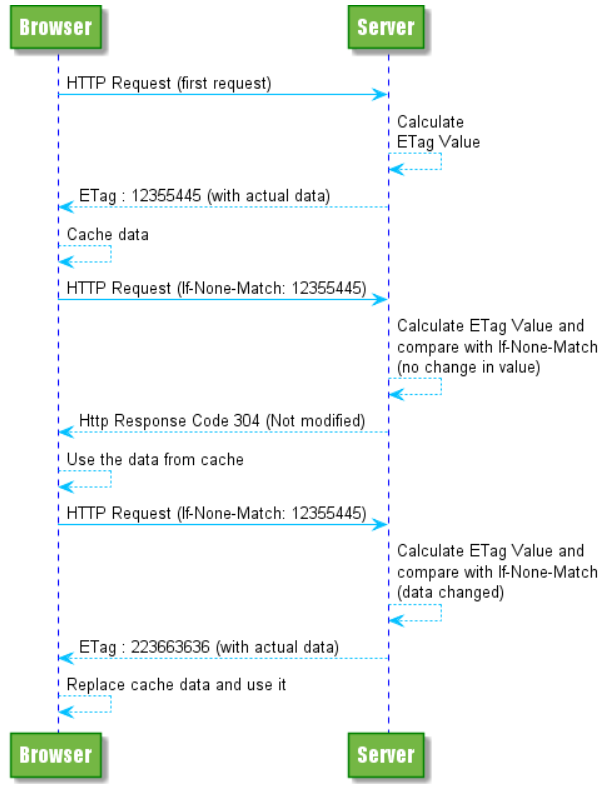 Browser
Server
HTTP Request (first request)
Calculate
ETag Value
ETag : 12355445 (with actual data)
Cache data
HTTP Request (If-None-Match: 12355445)
Calculate ETag Value and
compare with If-None-Match
(no change in value)
Http Response Code 304 (Not modified)
Use the data from cache
HTTP Request (If-None-Match: 12355445)
Calculate ETag Value and
compare with If-None-Match
(data changed)
ETag : 223663636 (with actual data)
Replace cache data and use it
Browser
Server